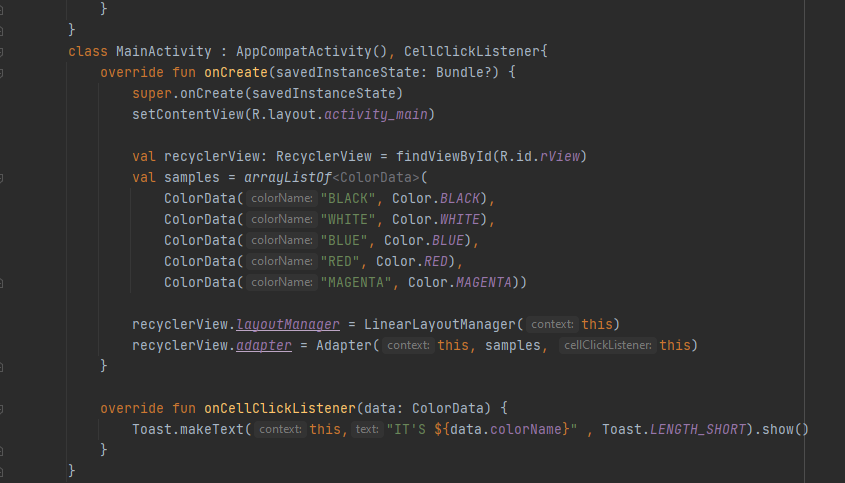 }
}
class MainActivity : AppCompatActivity(), CellClickListener{
override fun onCreate(savedInstanceState: Bundle?) {
super.onCreate(savedInstanceState)
setContentView(R.layout.activity_main)
val recyclerView: RecyclerView = findViewById(R.id.rView)
val samples = arrayListOf<ColorData>(
ColorData( colorName: "BLACK", Color.BLACK),
ColorData( colorName: "WHITE", Color.WHITE),
ColorData( colorName: "BLUE", Color.BLUE),
ColorData( colorName: "RED", Color.RED),
ColorData( colorName: "MAGENTA", Color.MAGENTA))
recyclerView.layoutManager = LinearLayoutManager( context: this)
recyclerView.adapter = Adapter( context: this, samples, cellClickListener: this)
}
override fun onCellClickListener(data: ColorData) {
Toast.makeText( context: this, text: "IT'S ${data.colorName}" , Toast.LENGTH_SHORT).show()
}
}